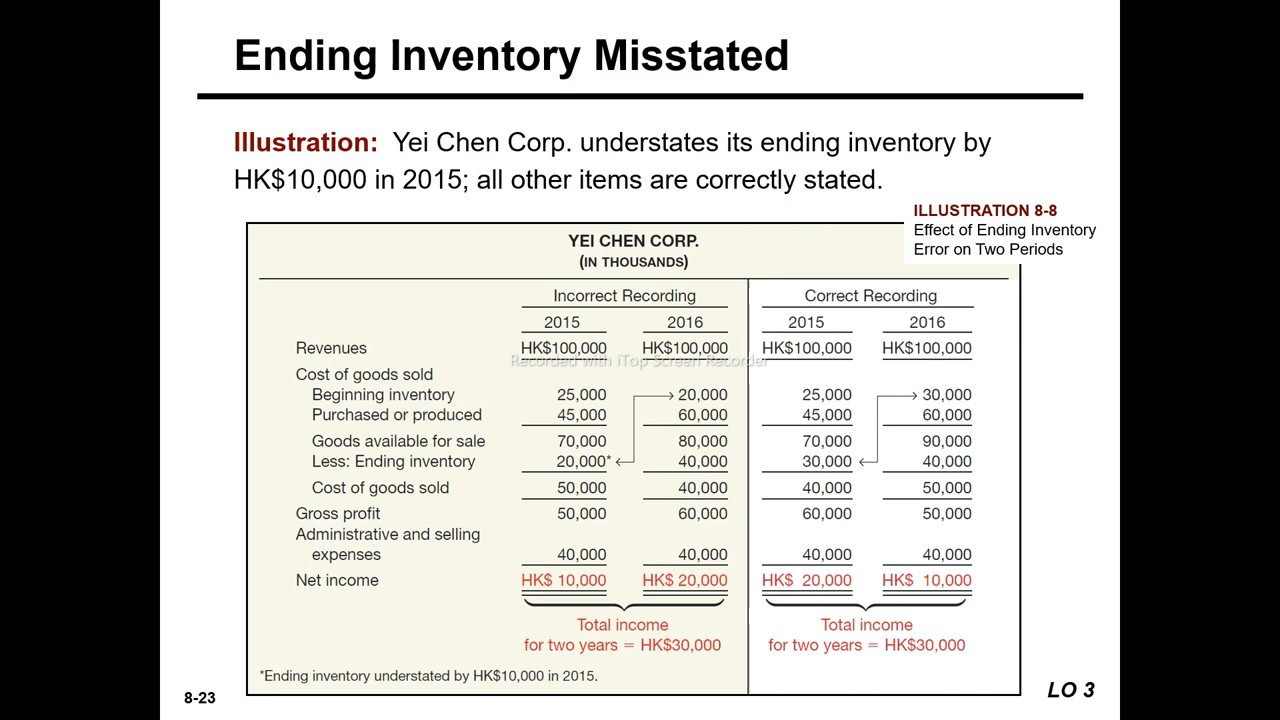 Ending Inventory Misstated
Illustration: Yei Chen Corp. understates its ending inventory by
HK$10,000 in 2015; all other items are correctly stated.
ILLUSTRATION 8-8
Effect of Ending Inventory
Error on Two Periods
YEI CHEN CORP.
(IN THOUSANDS)
Incorrect Recording Correct Recording
2015 2016 2015 2016
Revenues HK$100,000 HK$100,000 HK$100,000 HK$100,000
Recorded with iTop Screen Recorder
Cost of goods sold
Beginning inventory 25,000 20,000 25,000 30,000
Purchased or produced 45,000 60,000 45,000 60,000
Goods available for sale 70,000 80,000 70,000 90,000
Less: Ending inventory 20,000* 40,000 30,000 40,000
Cost of goods sold 50,000 40,000 40,000 50,000
Gross profit 50,000 60,000 60,000 50,000
Administrative and selling
expenses 40,000 40,000 40,000 40,000
Net income HK$ 10,000 HK$ 20,000 HK$ 20,000 HK$ 10,000
Total income Total income
for two years = HK$30,000 for two years = HK$30,000
*Ending inventory understated by HK$10,000 in 2015.
8-23
LO 3